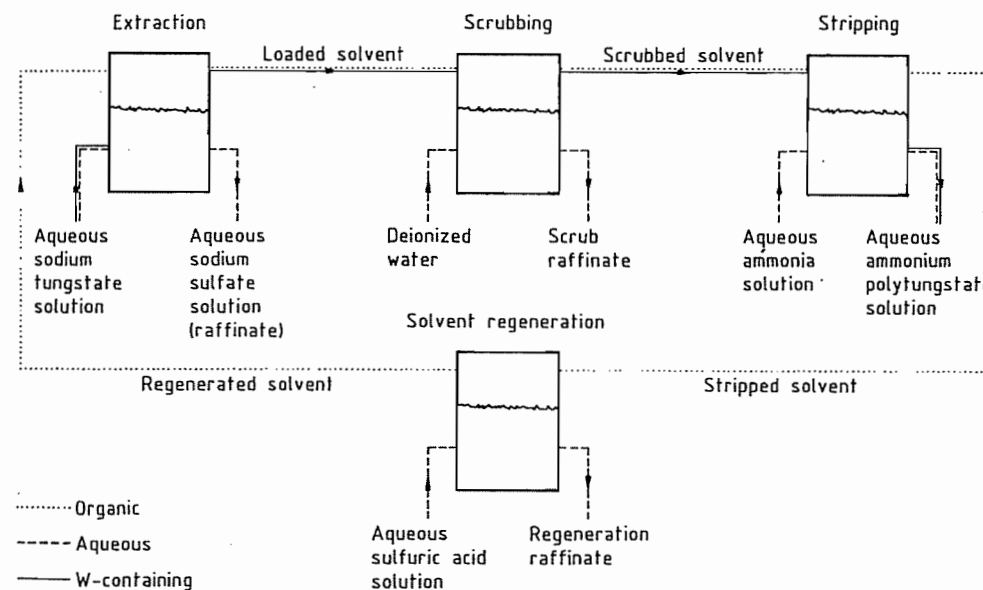 Extraction
Scrubbing
Stripping
Loaded solvent
Scrubbed solvent
Aqueous
sodium
tungstate
solution
Aqueous
sodium
sulfate
solution
(raffinate)
Deionized
water
Scrub
raffinate
Aqueous
ammonia
solution
Aqueous
ammonium
polytungstate
solution
Solvent regeneration
Regenerated solvent
Stripped solvent
Aqueous
sulfuric acid
solution
Regeneration
raffinate
Organic
Aqueous
W-containing